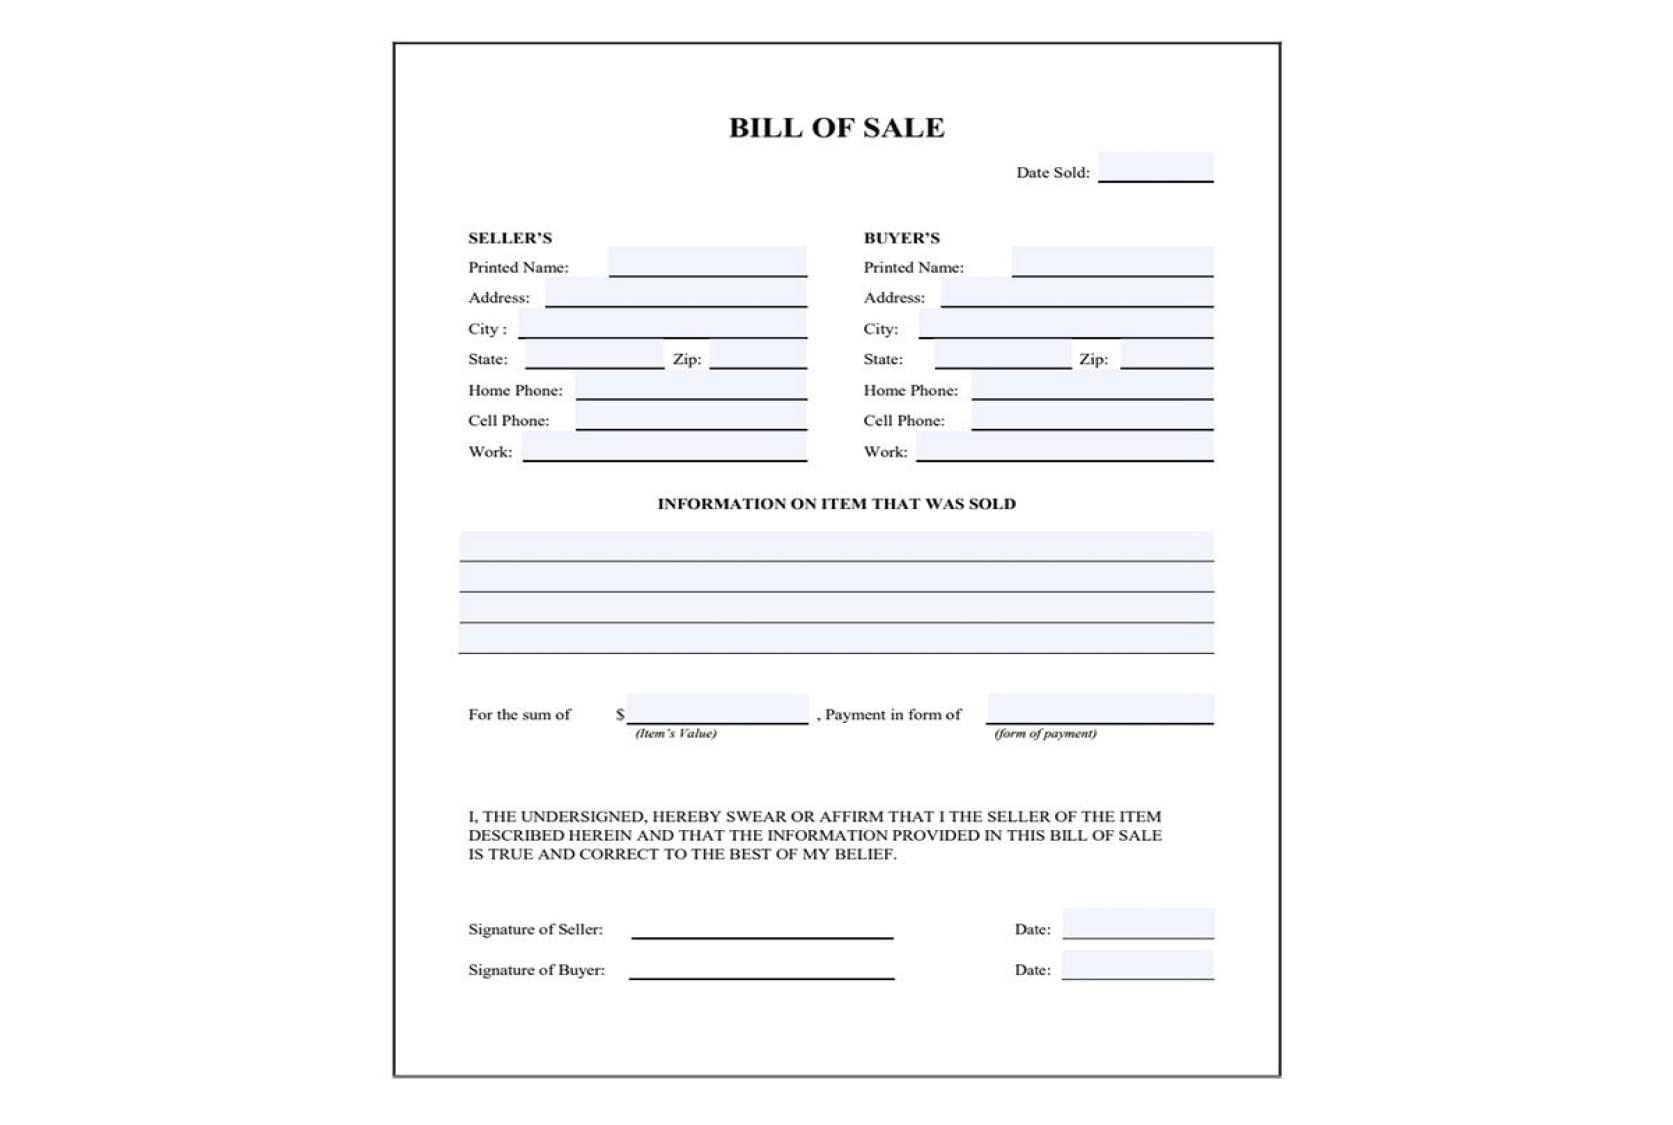 BILL OF SALE
Date Sold:
SELLER'S
Printed Name:
Address:
City :
State: Zip:
Home Phone:
Cell Phone:
Work:
BUYER'S
Printed Name:
Address:
City:
State: Zip:
Home Phone:
Cell Phone:
Work:
INFORMATION ON ITEM THAT WAS SOLD
For the sum of $ , Payment in form of
(Item's Value) (form of payment)
I, THE UNDERSIGNED, HEREBY SWEAR OR AFFIRM THAT I THE SELLER OF THE ITEM
DESCRIBED HEREIN AND THAT THE INFORMATION PROVIDED IN THIS BILL OF SALE
IS TRUE AND CORRECT TO THE BEST OF MY BELIEF.
Signature of Seller: Date:
Signature of Buyer: Date: